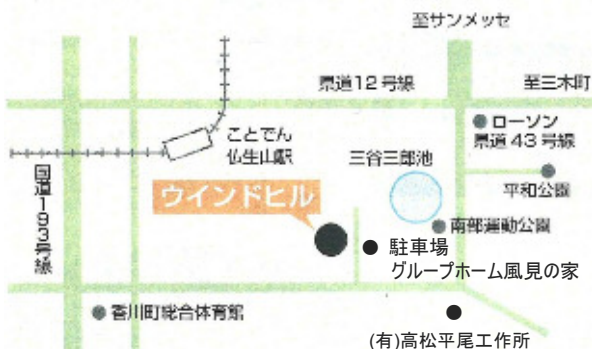 至サンメッセ
県道12号線
至三木町
ローソン
県道43号線
ことでん
仏生山駅
三谷三郎池
平和公園
国道193号線
ウインドヒル
南部運動公園
駐車場
グループホーム風見の家
香川町総合体育館
(有)高松平尾工作所